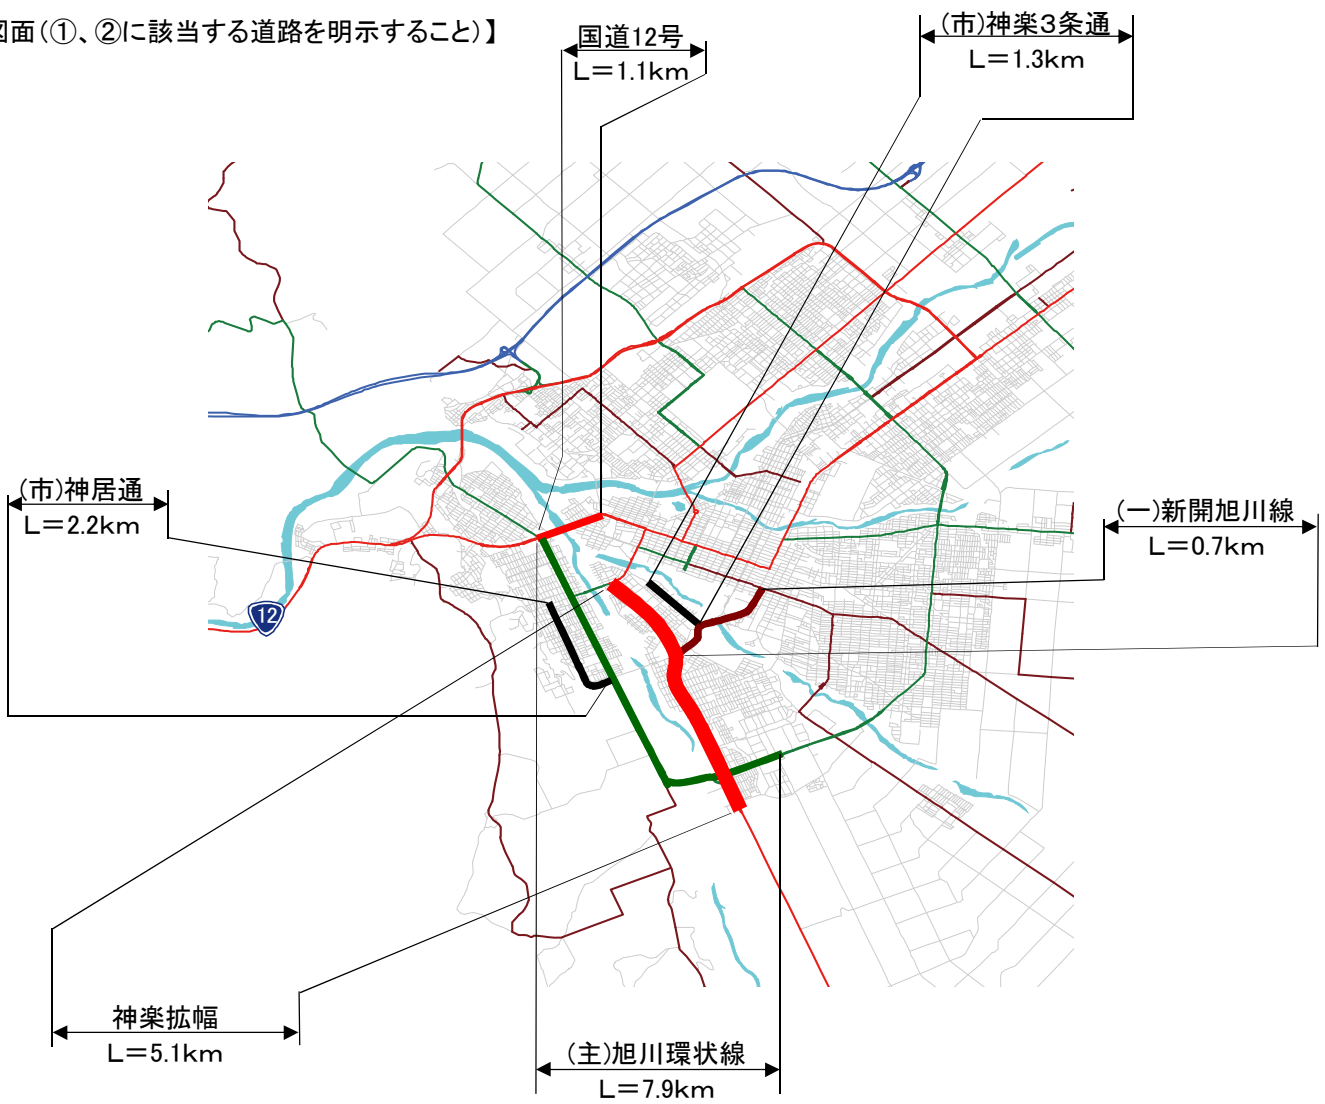 図面(①、②に該当する道路を明示すること)】
国道12号
L=1.1km
(市)神楽3条通
L=1.3km
(市)神居通
L=2.2km
(一)新開旭川線
L=0.7km
12
神楽拡幅
L=5.1km
(主)旭川環状線
L=7.9km